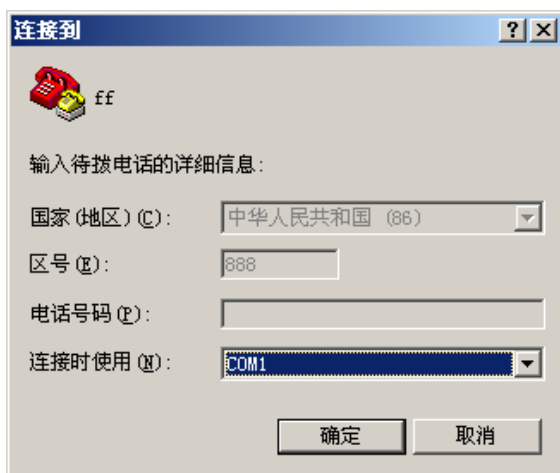 连接到
ff
输入待拨电话的详细信息:
国家(地区)(C): 中华人民共和国 (86)
区号(E): 888
电话号码(P):
连接时使用(N): COM1
确定 取消